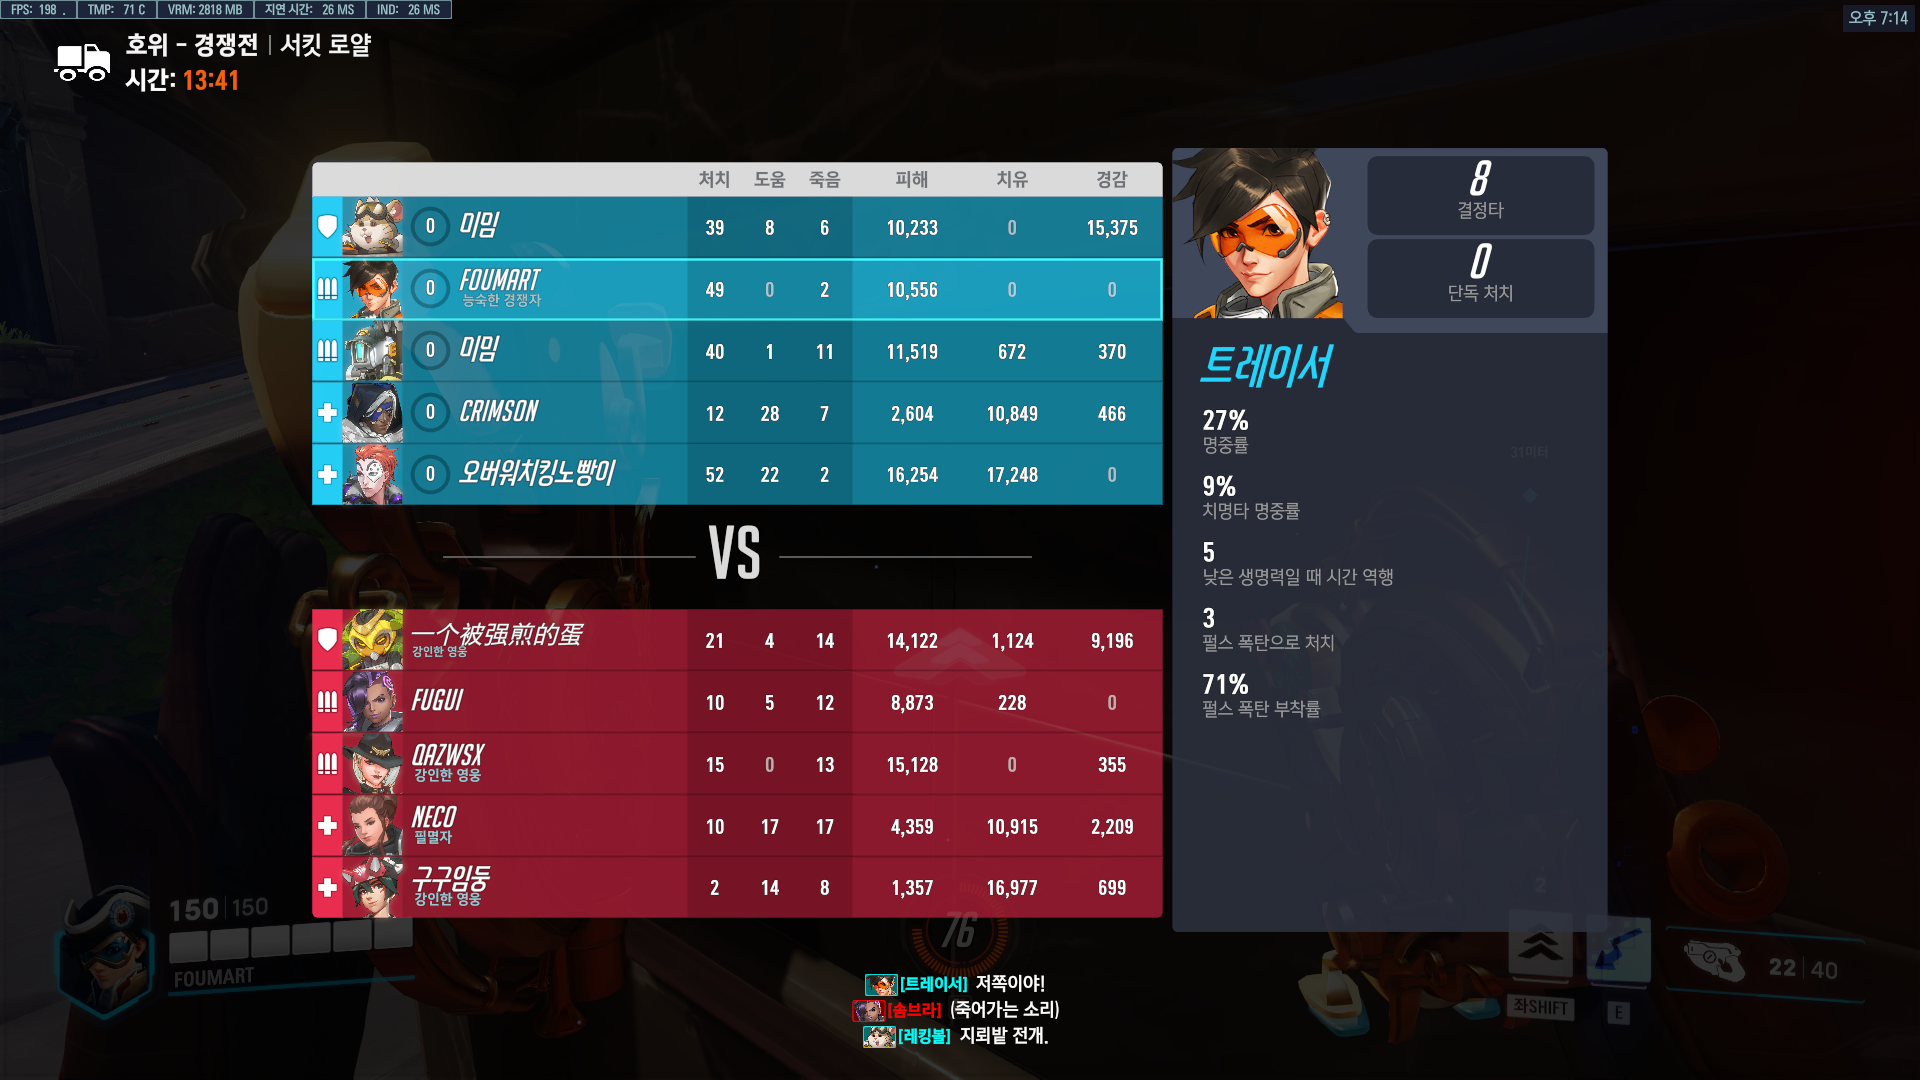 FPS: 198 . TMP: 71 C VRM: 2818 MB 지연 시간: 26 MS IND: 26 MS
오후 7:14
호위 - 경쟁전 | 서킷 로얄
시간: 13:41
처치 도움 죽음 피해 치유 경감
0 미밈 39 8 6 10,233 0 15,375
0 FOUMART 49 0 2 10,556 0 0
능숙한 경쟁자
0 미밈 40 1 11 11,519 672 370
0 CRIMSON 12 28 7 2,604 10,849 466
0 오버워치킹노빵이 52 22 2 16,254 17,248 0
VS
一个被强煎的蛋 21 4 14 14,122 1,124 9,196
강인한 영웅
FUGUI 10 5 12 8,873 228 0
QAZWSX 15 0 13 15,128 0 355
강인한 영웅
NECO 10 17 17 4,359 10,915 2,209
필멸자
구구임둥 2 14 8 1,357 16,977 699
강인한 영웅
8
결정타
0
단독 처치
트레이서
27%
명중률
31미터
9%
치명타 명중률
5
낮은 생명력일 때 시간 역행
3
펄스 폭탄으로 처치
71%
펄스 폭탄 부착률
150 | 150
FOUMART
76
2
좌SHIFT
E
22 | 40
[트레이서] 저쪽이야!
[솜브라] (죽어가는 소리)
[레킹볼] 지뢰밭 전개.